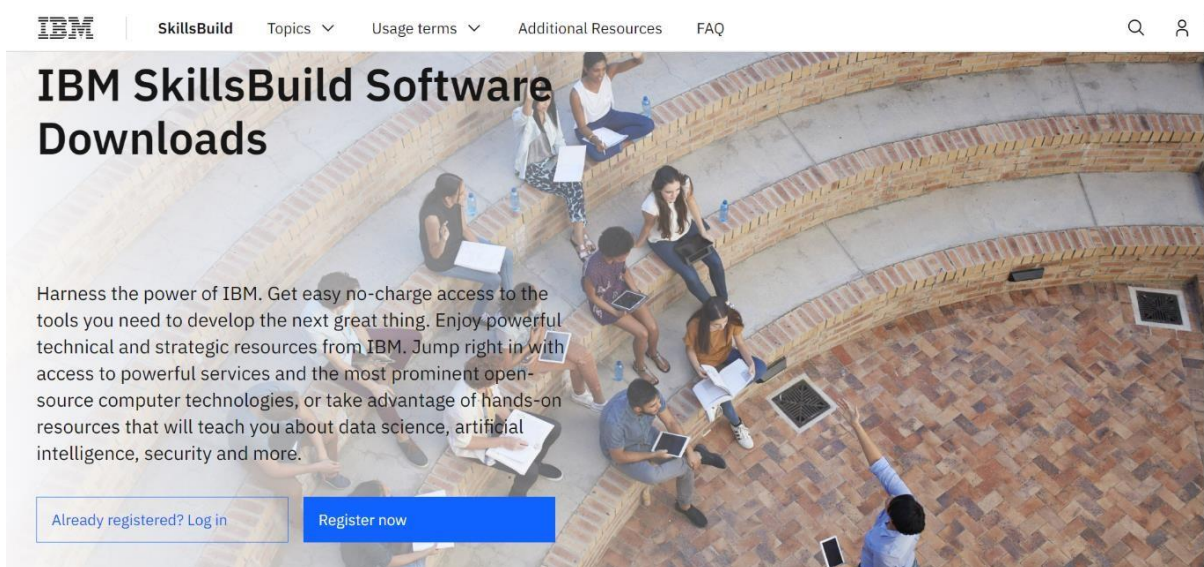 IBM
SkillsBuild
Topics
Usage terms
Additional Resources
FAQ
IBM SkillsBuild Software
Downloads
Harness the power of IBM. Get easy no-charge access to the
tools you need to develop the next great thing. Enjoy powerful
technical and strategic resources from IBM. Jump right in with
access to powerful services and the most prominent open-
source computer technologies, or take advantage of hands-on
resources that will teach you about data science, artificial
intelligence, security and more.
Already registered? Log in
Register now